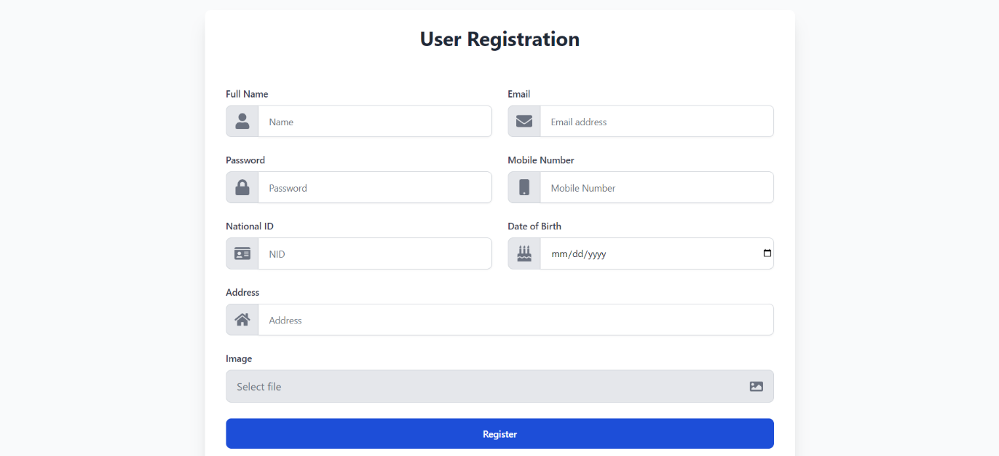 User Registration
Full Name
Name
Email
Email address
Password
Password
Mobile Number
Mobile Number
National ID
NID
Date of Birth
mm/dd/yyyy
Address
Address
Image
Select file
Register